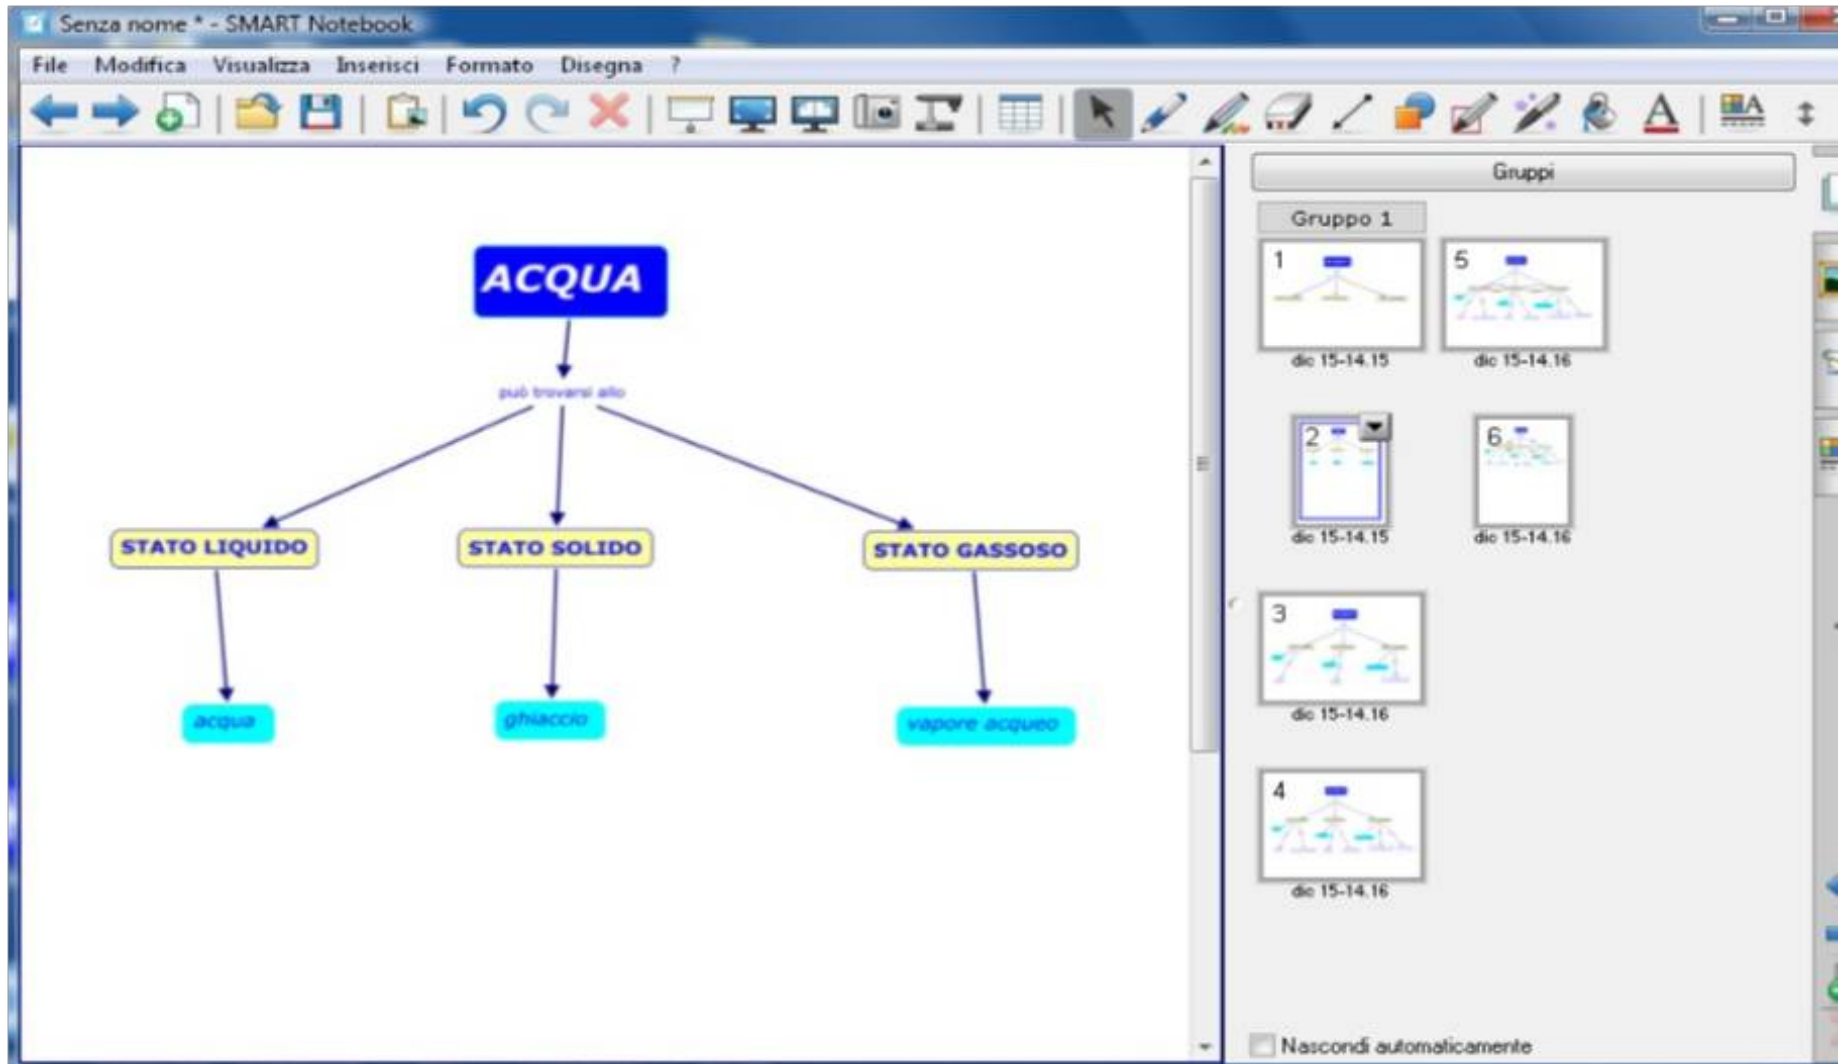 Senza nome * - SMART Notebook
File Modifica Visualizza Inserisci Formato Disegna ?
Gruppi
Gruppo 1
ACQUA
può trovarsi allo
STATO LIQUIDO STATO SOLIDO STATO GASSOSO
acqua ghiaccio vapore acqueo
1 5
dic 15-14.15 dic 15-14.16
2 6
dic 15-14.15 dic 15-14.16
3
dic 15-14.16
4
dic 15-14.16
Nascondi automaticamente